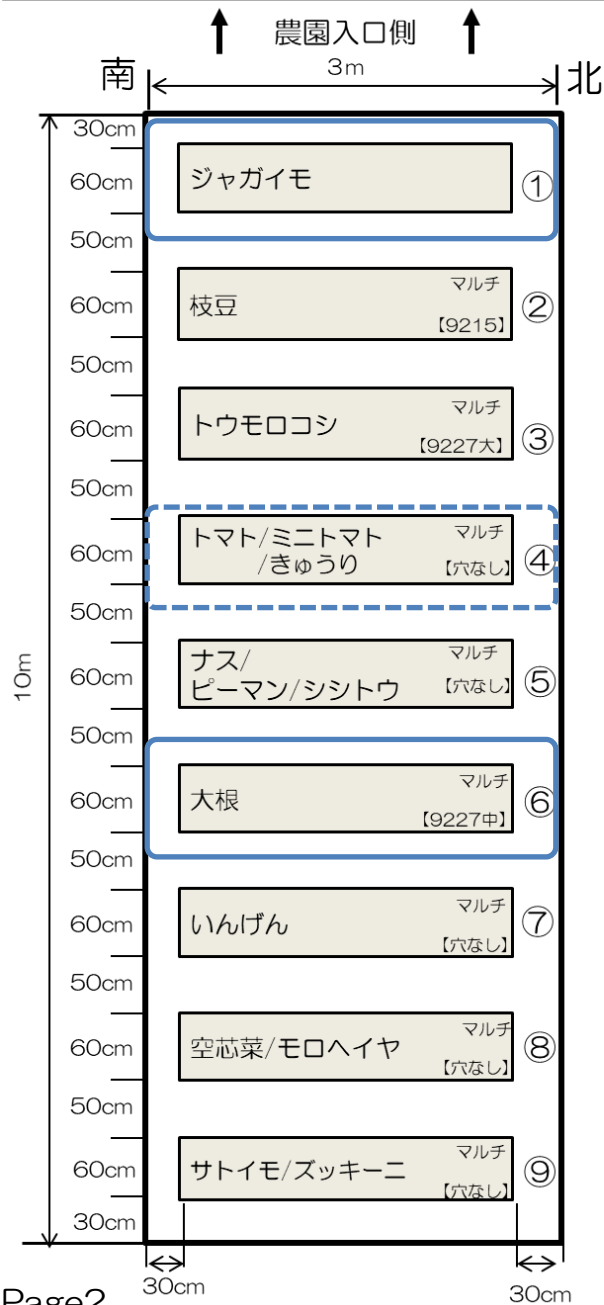 農園入口側
南
3m
北
30cm
60cm
ジャガイモ
①
50cm
60cm
枝豆
マルチ
【9215】
②
50cm
60cm
トウモロコシ
マルチ
【9227大】
③
50cm
60cm
トマト/ミニトマト
/きゅうり
マルチ
【穴なし】
④
50cm
60cm
ナス/
ピーマン/シシトウ
マルチ
【穴なし】
⑤
10m
50cm
60cm
大根
マルチ
【9227中】
⑥
50cm
60cm
いんげん
マルチ
【穴なし】
⑦
50cm
60cm
空芯菜/モロヘイヤ
マルチ
【穴なし】
⑧
50cm
60cm
サトイモ/ズッキーニ
マルチ
【穴なし】
⑨
30cm
30cm
30cm
Page2